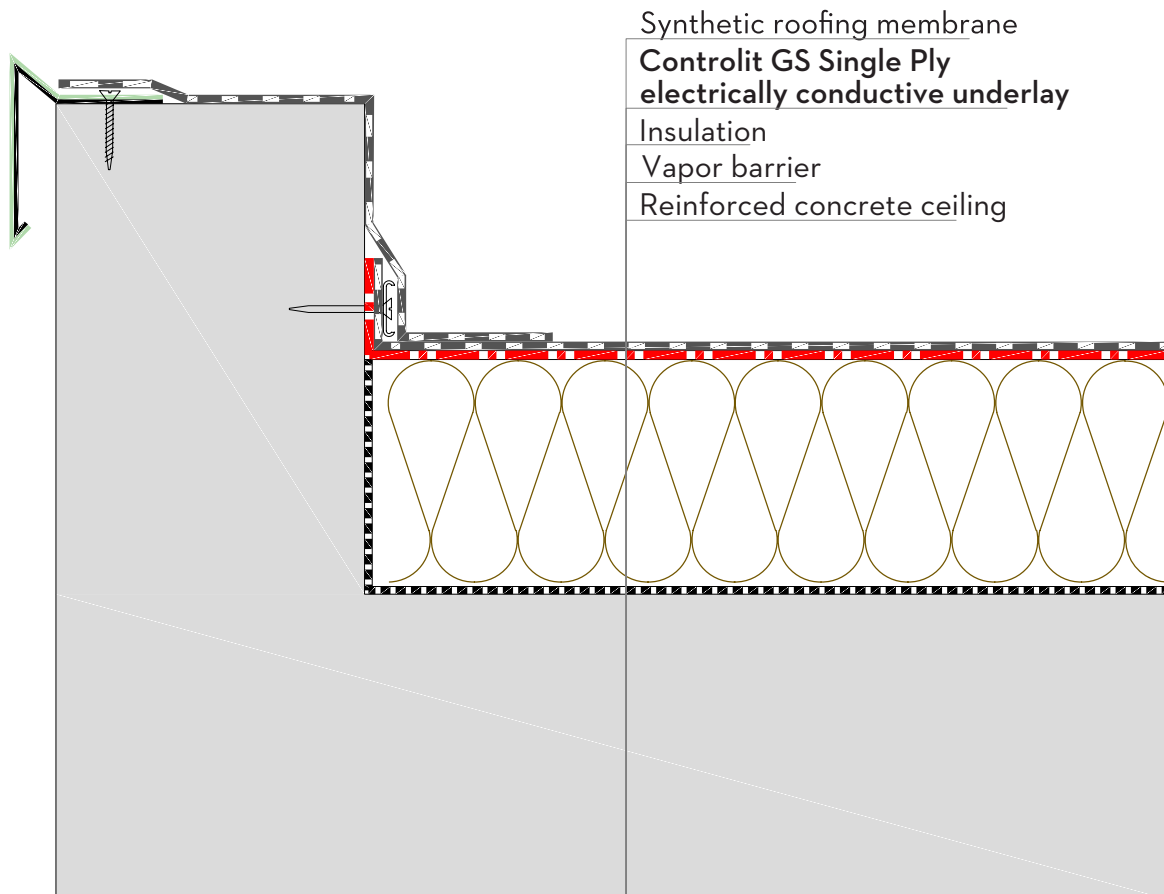 Synthetic roofing membrane
Controlit GS Single Ply
electrically conductive underlay
Insulation
Vapor barrier
Reinforced concrete ceiling